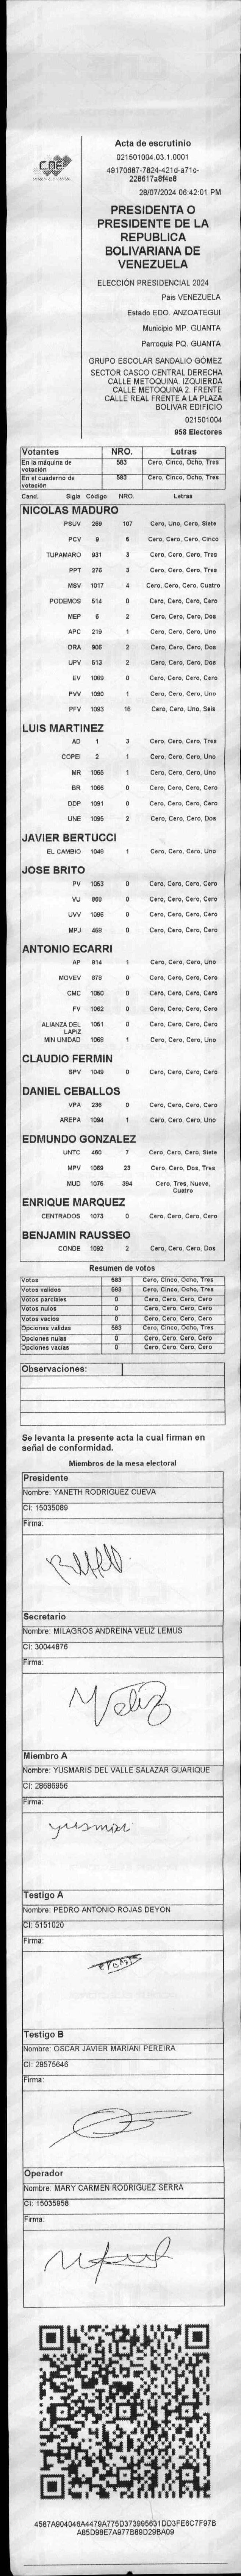 CNE
Acta de escrutinio
021501004.03.1.0001
49170687-7824-421d-a71c-
228617a8f4e8
28/07/2024 06:42:01 PM
PRESIDENTA O
PRESIDENTE DE LA
REPUBLICA
BOLIVARIANA DE
VENEZUELA
ELECCIÓN PRESIDENCIAL 2024
Pais VENEZUELA
Estado EDO. ANZOATEGUI
Municipio MP. GUANTA
Parroquia PQ. GUANTA
GRUPO ESCOLAR SANDALIO GÓMEZ
SECTOR CASCO CENTRAL DERECHA
CALLE METOQUINA. IZQUIERDA
CALLE METOQUINA 2. FRENTE
CALLE REAL FRENTE A LA PLAZA
BOLIVAR EDIFICIO
021501004
958 Electores
Votantes NRO. Letras
En la máquina de votación 583 Cero, Cinco, Ocho, Tres
En el cuaderno de votación 583 Cero, Cinco, Ocho, Tres
Cand. Sigla Código NRO. Letras
NICOLAS MADURO
PSUV 269 107 Cero, Uno, Cero, Siete
PCV 9 5 Cero, Cero, Cero, Cinco
TUPAMARO 931 3 Cero, Cero, Cero, Tres
PPT 276 3 Cero, Cero, Cero, Tres
MSV 1017 4 Cero, Cero, Cero, Cuatro
PODEMOS 514 0 Cero, Cero, Cero, Cero
MEP 6 2 Cero, Cero, Cero, Dos
APC 219 1 Cero, Cero, Cero, Uno
ORA 906 2 Cero, Cero, Cero, Dos
UPV 613 2 Cero, Cero, Cero, Dos
EV 1089 0 Cero, Cero, Cero, Cero
PVV 1090 1 Cero, Cero, Cero, Uno
PFV 1093 16 Cero, Cero, Uno, Seis
LUIS MARTINEZ
AD 1 3 Cero, Cero, Cero, Tres
COPEI 2 1 Cero, Cero, Cero, Uno
MR 1065 1 Cero, Cero, Cero, Uno
BR 1066 0 Cero, Cero, Cero, Cero
DDP 1091 0 Cero, Cero, Cero, Cero
UNE 1095 2 Cero, Cero, Cero, Dos
JAVIER BERTUCCI
EL CAMBIO 1048 1 Cero, Cero, Cero, Uno
JOSE BRITO
PV 1053 0 Cero, Cero, Cero, Cero
VU 868 0 Cero, Cero, Cero, Cero
UVV 1096 0 Cero, Cero, Cero, Cero
MPJ 458 0 Cero, Cero, Cero, Cero
ANTONIO ECARRI
AP 814 1 Cero, Cero, Cero, Uno
MOVEV 978 0 Cero, Cero, Cero, Cero
CMC 1050 0 Cero, Cero, Cero, Cero
FV 1062 0 Cero, Cero, Cero, Cero
ALIANZA DEL LAPIZ 1051 0 Cero, Cero, Cero, Cero
MIN UNIDAD 1068 1 Cero, Cero, Cero, Uno
CLAUDIO FERMIN
SPV 1049 0 Cero, Cero, Cero, Cero
DANIEL CEBALLOS
VPA 236 0 Cero, Cero, Cero, Cero
AREPA 1094 1 Cero, Cero, Cero, Uno
EDMUNDO GONZALEZ
UNTC 460 7 Cero, Cero, Cero, Siete
MPV 1069 23 Cero, Cero, Dos, Tres
MUD 1075 394 Cero, Tres, Nueve, Cuatro
ENRIQUE MARQUEZ
CENTRADOS 1073 0 Cero, Cero, Cero, Cero
BENJAMIN RAUSSEO
CONDE 1092 2 Cero, Cero, Cero, Dos
Resumen de votos
Votos 583 Cero, Cinco, Ocho, Tres
Votos validos 583 Cero, Cinco, Ocho, Tres
Votos parciales 0 Cero, Cero, Cero, Cero
Votos nulos 0 Cero, Cero, Cero, Cero
Votos vacios 0 Cero, Cero, Cero, Cero
Opciones validas 583 Cero, Cinco, Ocho, Tres
Opciones nulas 0 Cero, Cero, Cero, Cero
Opciones vacias 0 Cero, Cero, Cero, Cero
Observaciones:
Se levanta la presente acta la cual firman en
señal de conformidad.
Miembros de la mesa electoral
Presidente
Nombre: YANETH RODRIGUEZ CUEVA
CI: 15035089
Firma:
Secretario
Nombre: MILAGROS ANDREINA VELIZ LEMUS
CI: 30044876
Firma:
M Veliz
Miembro A
Nombre: YUSMARIS DEL VALLE SALAZAR GUARIQUE
CI: 28686956
Firma:
Testigo A
Nombre: PEDRO ANTONIO ROJAS DEYON
CI: 5151020
Firma:
Testigo B
Nombre: OSCAR JAVIER MARIANI PEREIRA
CI: 28575646
Firma:
Operador
Nombre: MARY CARMEN RODRIGUEZ SERRA
CI: 15035958
Firma:
4587A904046A4479A775D373995631DD3FE6C7F97B
A85D98E7A977B89D29BA09